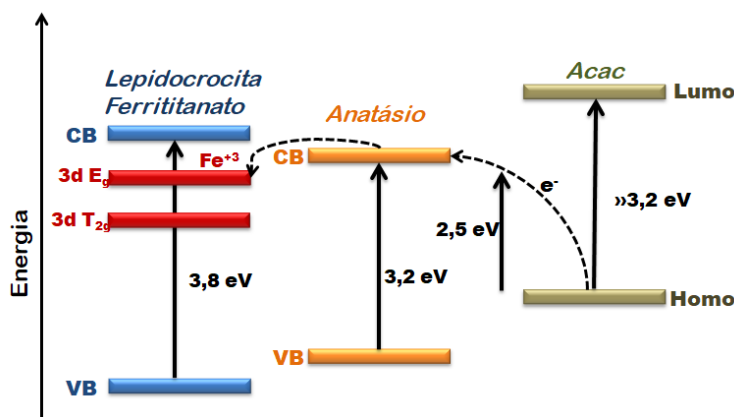 Energia
Lepidocrocita
Ferrititanato
CB
Fe+3
3d Eg
3d T2g
3,8 eV
VB
Anatásio
CB
3,2 eV
VB
2,5 eV
e-
Acac
Lumo
»3,2 eV
Homo